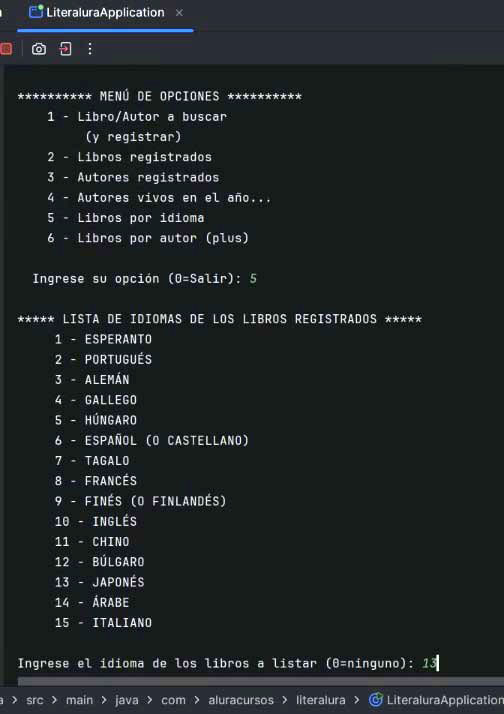 LiteraluraApplication
********** MENÚ DE OPCIONES **********
1 - Libro/Autor a buscar
(y registrar)
2 - Libros registrados
3 - Autores registrados
4 - Autores vivos en el año...
5 - Libros por idioma
6 - Libros por autor (plus)
Ingrese su opción (0=Salir): 5
***** LISTA DE IDIOMAS DE LOS LIBROS REGISTRADOS *****
1 - ESPERANTO
2 - PORTUGUÉS
3 - ALEMÁN
4 - GALLEGO
5 - HÚNGARO
6 - ESPAÑOL (O CASTELLANO)
7 - TAGALO
8 - FRANCÉS
9 - FINÉS (O FINLANDÉS)
10 - INGLÉS
11 - CHINO
12 - BÚLGARO
13 - JAPONÉS
14 - ÁRABE
15 - ITALIANO
Ingrese el idioma de los libros a listar (0=ninguno): 13
a > src > main > java > com > aluracursos > literalura > LiteraluraApplication